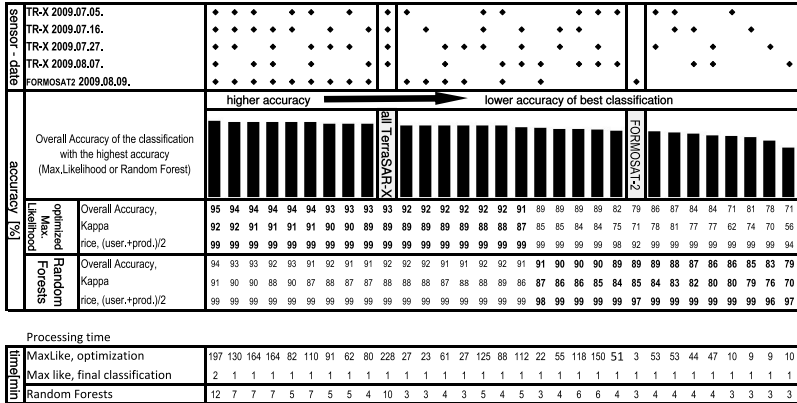 sensor - date
TR-X 2009.07.05.
TR-X 2009.07.16.
TR-X 2009.07.27.
TR-X 2009.08.07.
FORMOSAT2 2009.08.09.
higher accuracy lower accuracy of best classification
accuracy [%]
Overall Accuracy of the classification
with the highest accuracy
(Max,Likelihood or Random Forest)
all TerraSAR-X
FORMOSAT-2
optimized
Max.
Likelihood
Overall Accuracy, 95 94 94 94 94 94 93 93 93 93 92 92 92 92 92 92 91 89 89 89 89 82 79 86 87 84 84 71 81 78 71
Kappa 92 92 91 91 91 91 90 90 89 89 89 89 89 89 88 88 87 85 85 84 84 78 71 78 81 77 77 62 74 70 56
rice, (user.+prod.)/2 99 99 99 99 99 99 99 99 99 99 99 99 99 99 99 99 99 99 99 99 99 98 92 99 99 99 99 99 99 99 94
Random
Forests
Overall Accuracy, 94 93 93 92 93 91 92 92 91 92 92 92 91 91 92 91 91 91 90 90 90 89 89 89 88 87 86 86 85 83 79
Kappa 91 90 90 88 90 87 88 88 87 88 88 88 87 88 88 89 86 87 86 86 85 84 85 84 83 82 80 80 79 76 70
rice, (user.+prod.)/2 99 99 99 99 99 99 99 99 99 99 99 99 99 99 99 99 99 98 99 99 99 99 97 99 99 99 99 99 99 96 97
Processing time
time[min
MaxLike, optimization 197 130 164 164 82 110 91 62 80 228 27 23 61 27 125 88 112 22 55 118 150 51 3 53 53 44 47 10 9 9 10
Max like, final classification 2 1 1 1 1 1 1 1 1 1 1 1 1 1 1 1 1 1 1 1 1 1 1 1 1 1 1 1 1 1 1
Random Forests 12 7 7 7 5 7 5 5 4 10 3 3 4 3 5 4 5 3 4 6 6 4 3 4 4 4 4 3 3 3 3